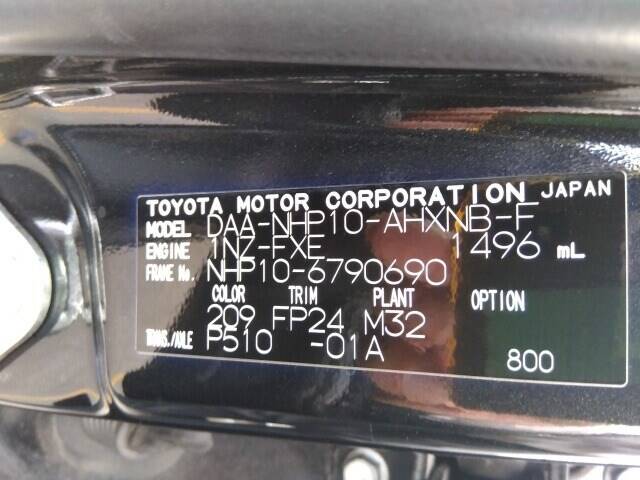 TOYOTA MOTOR CORPORATION JAPAN
MODEL DAA-NHP10-AHXNB-F
ENGINE 1NZ-FXE 1496 mL
FRAME No. NHP10-6790690
COLOR TRIM PLANT OPTION
209 FP24 M32
TRANS./AXLE P510 -01A
800